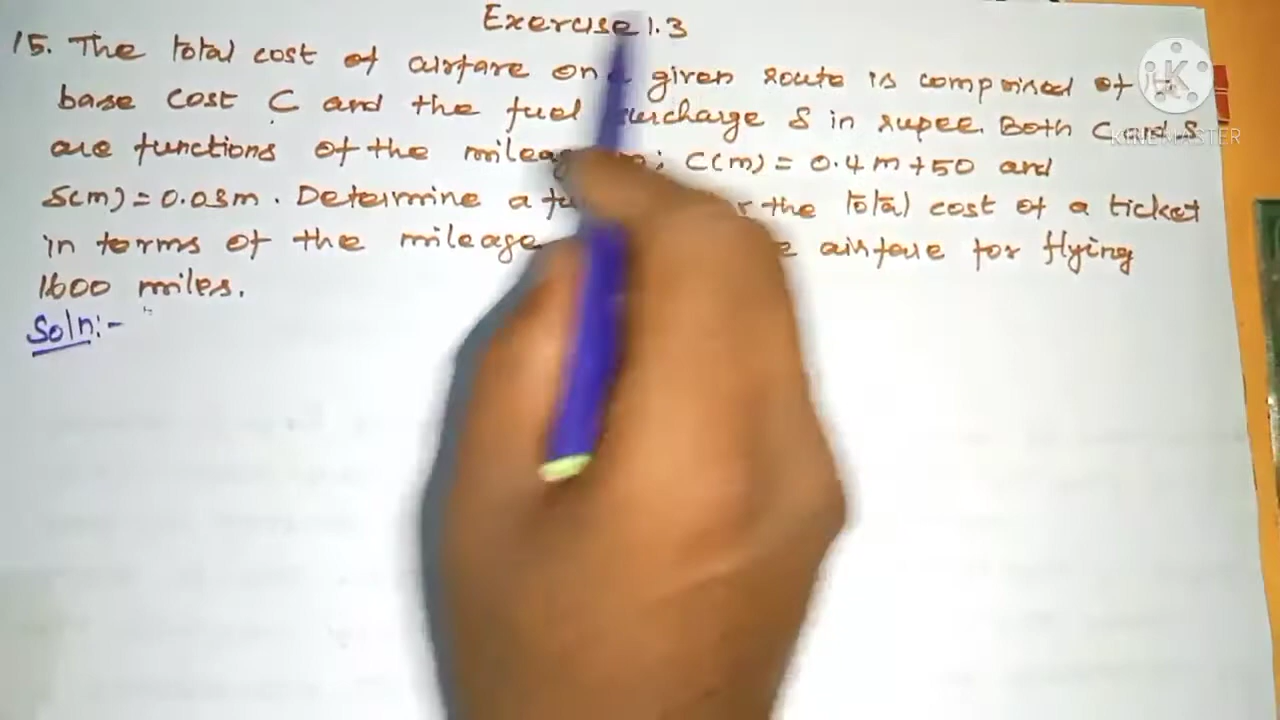 Exercise 1.3
15. The total cost of airfare on given route is comprised of
base cost C and the fuel surcharge S in rupee. Both C and S
are functions of the mileage C(m) = 0.4m+50 and
S(m) = 0.03m. Determine a the total cost of a ticket
in terms of the mileage airfare for flying
1600 miles.
Soln:-
K
KINEMASTER